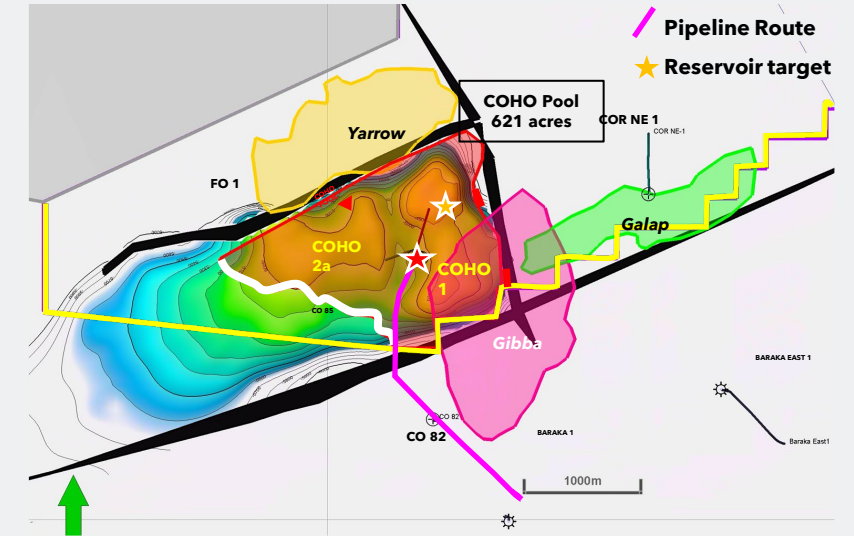 Pipeline Route
Reservoir target
COHO Pool
621 acres
COR NE 1
COR NE-1
Yarrow
FO 1
COHO
COHO
2a
COHO
1
Galap
CO 85
Gibba
BARAKA EAST 1
CO 82
CO 82
BARAKA 1
Baraka East1
1000m